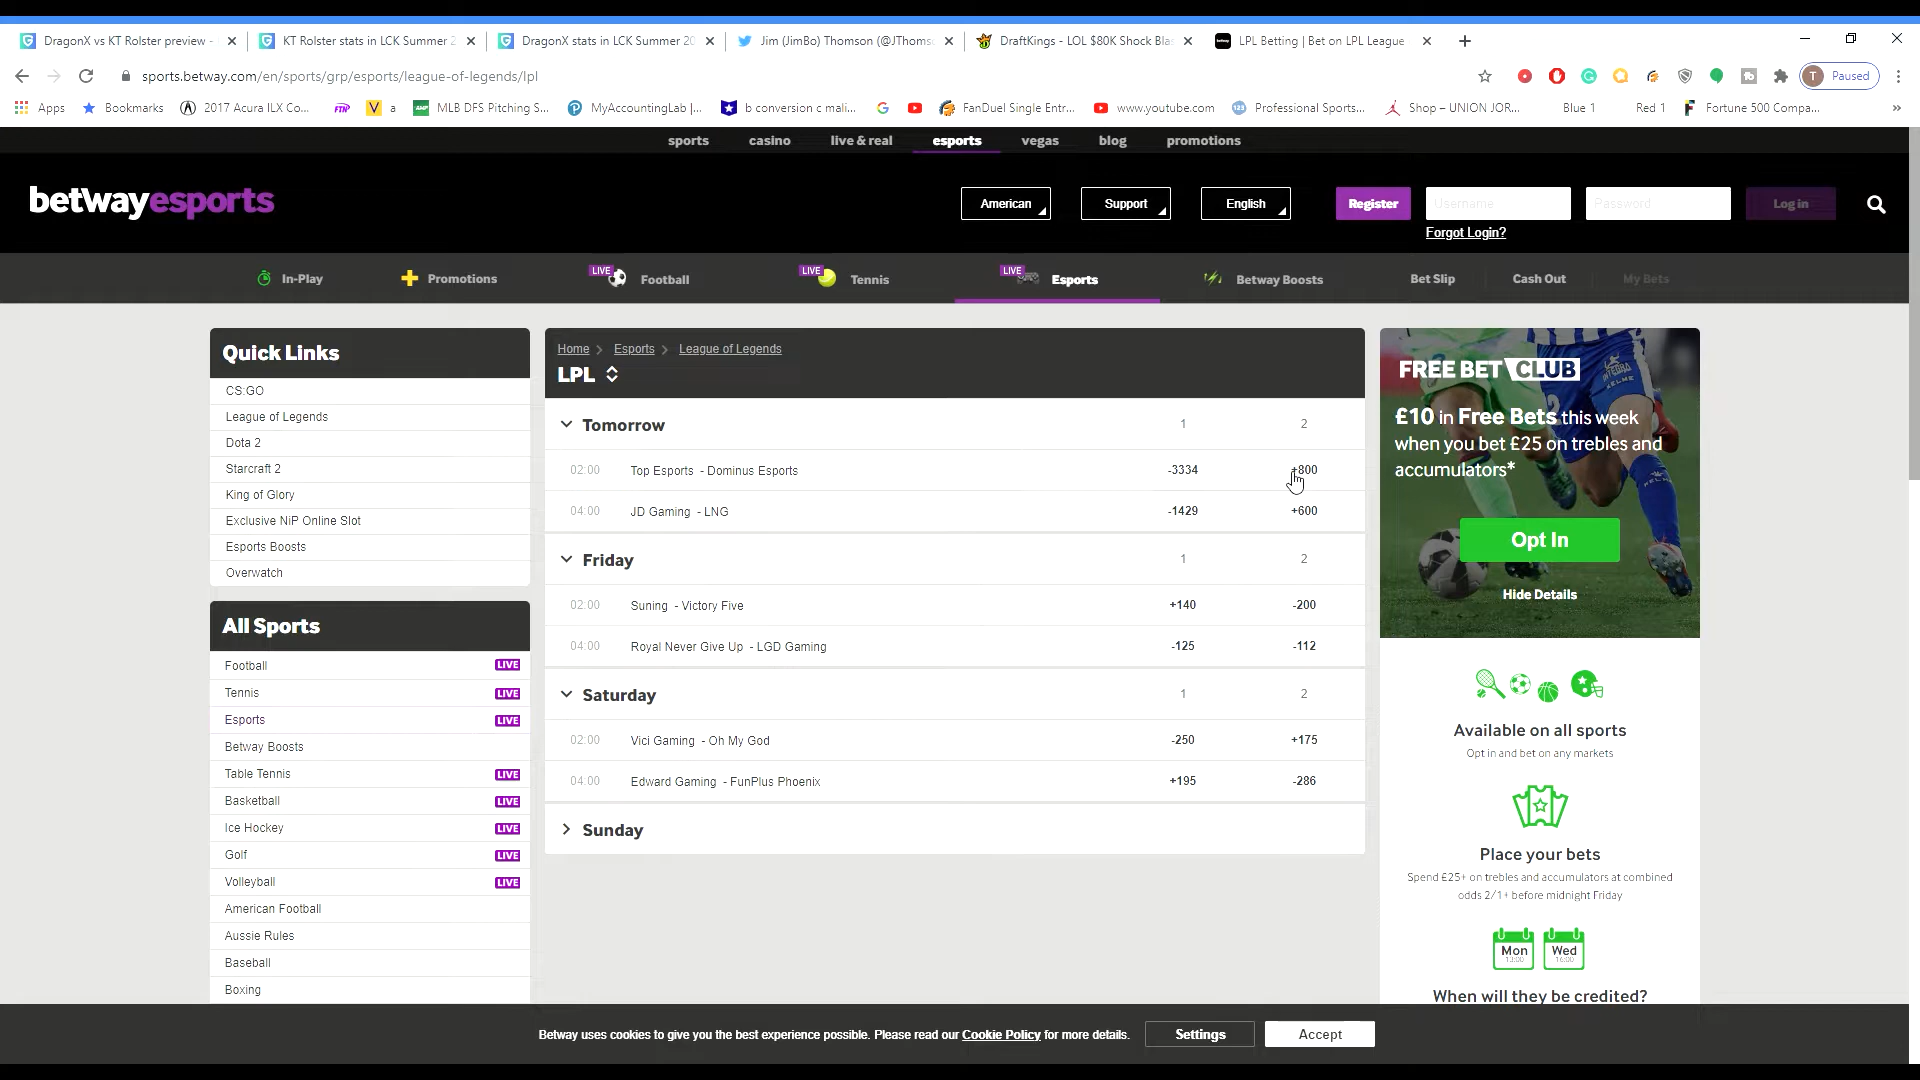 DragonX vs KT Rolster preview -
KT Rolster stats in LCK Summer 2
DragonX stats in LCK Summer 20
Jim (JimBo) Thomson (@JThoms
DraftKings - LOL $80K Shock Bla
LPL Betting | Bet on LPL League
sports.betway.com/en/sports/grp/esports/league-of-legends/lpl
T Paused
Apps
Bookmarks
2017 Acura ILX Co...
FTN
a
MLB DFS Pitching S...
MyAccountingLab |...
b conversion c mali...
FanDuel Single Entr...
www.youtube.com
Professional Sports...
Shop – UNION JOR...
Blue 1
Red 1
Fortune 500 Compa...
sports casino live & real esports vegas blog promotions
betwayesports
American
Support
English
Register
Username
Password
Log in
Forgot Login?
In-Play
Promotions
LIVE Football
LIVE Tennis
LIVE Esports
Betway Boosts
Bet Slip
Cash Out
My Bets
Quick Links
CS:GO
League of Legends
Dota 2
Starcraft 2
King of Glory
Exclusive NiP Online Slot
Esports Boosts
Overwatch
All Sports
Football LIVE
Tennis LIVE
Esports LIVE
Betway Boosts
Table Tennis LIVE
Basketball LIVE
Ice Hockey LIVE
Golf LIVE
Volleyball LIVE
American Football
Aussie Rules
Baseball
Boxing
Home Esports League of Legends
LPL
Tomorrow 1 2
02:00 Top Esports - Dominus Esports -3334 +800
04:00 JD Gaming - LNG -1429 +600
Friday 1 2
02:00 Suning - Victory Five +140 -200
04:00 Royal Never Give Up - LGD Gaming -125 -112
Saturday 1 2
02:00 Vici Gaming - Oh My God -250 +175
04:00 Edward Gaming - FunPlus Phoenix +195 -286
Sunday
FREE BET CLUB
£10 in Free Bets this week
when you bet £25 on trebles and
accumulators*
Opt In
Hide Details
Available on all sports
Opt in and bet on any markets
Place your bets
Spend £25+ on trebles and accumulators at combined
odds 2/1+ before midnight Friday
Mon Wed
When will they be credited?
Betway uses cookies to give you the best experience possible. Please read our Cookie Policy for more details.
Settings
Accept